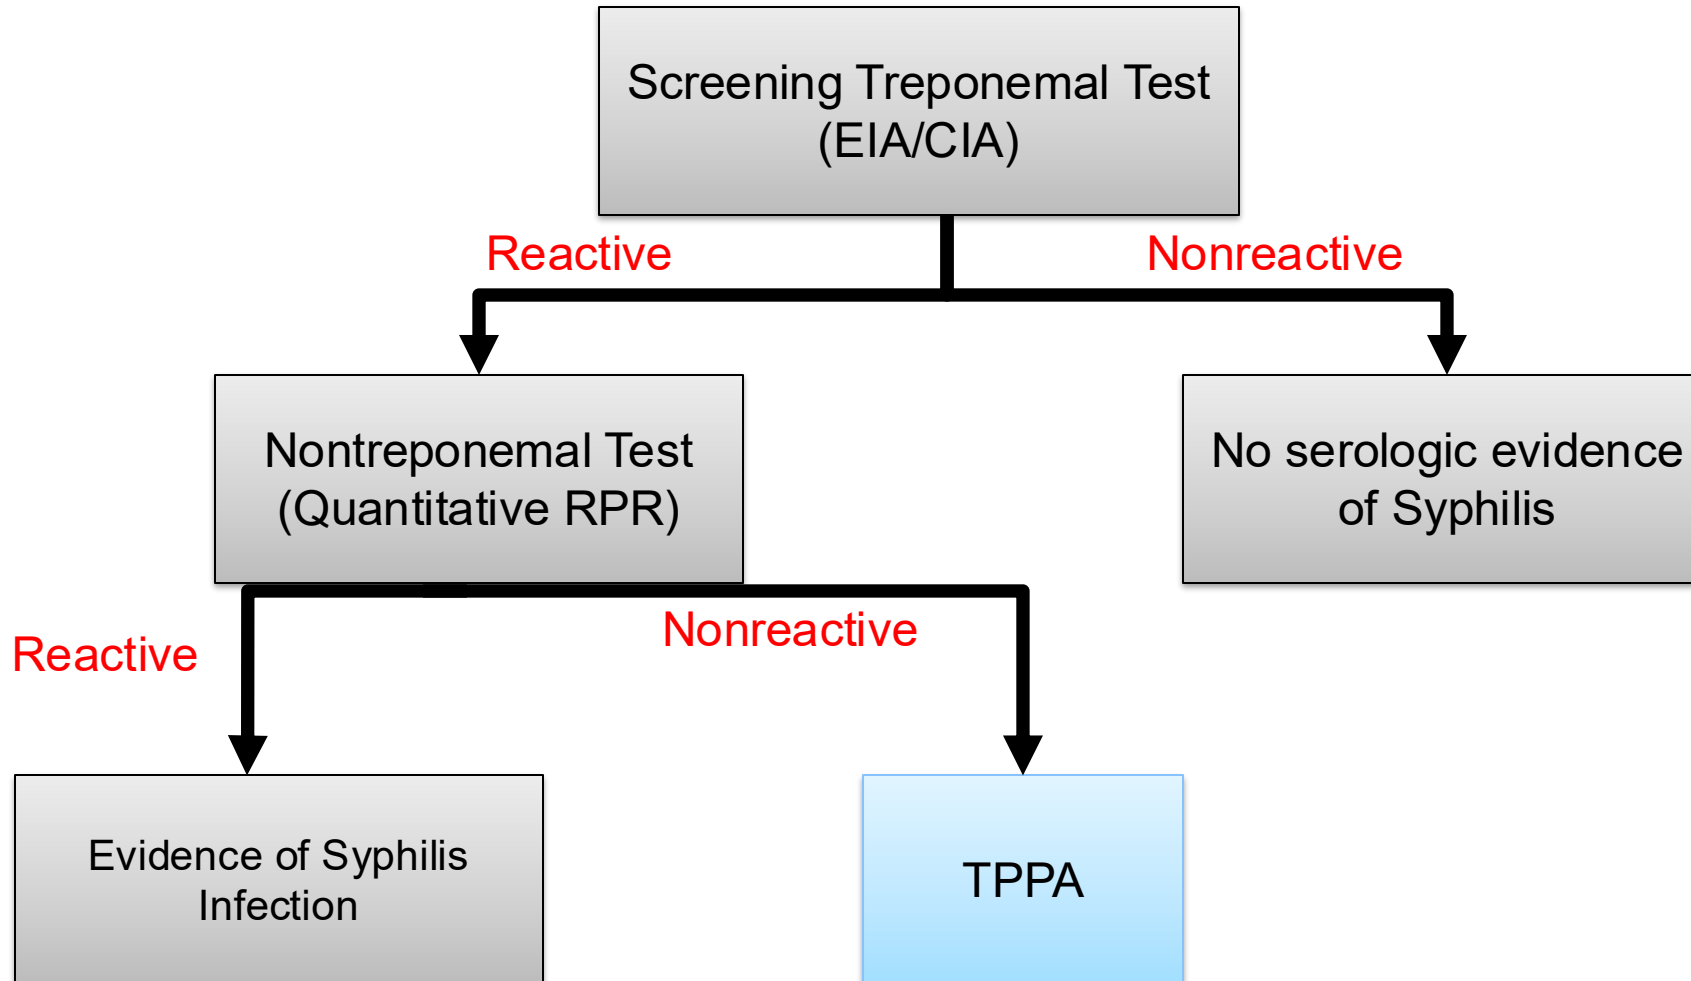 Screening Treponemal Test
(EIA/CIA)
Reactive
Nonreactive
Nontreponemal Test
(Quantitative RPR)
No serologic evidence
of Syphilis
Reactive
Nonreactive
Evidence of Syphilis
Infection
TPPA